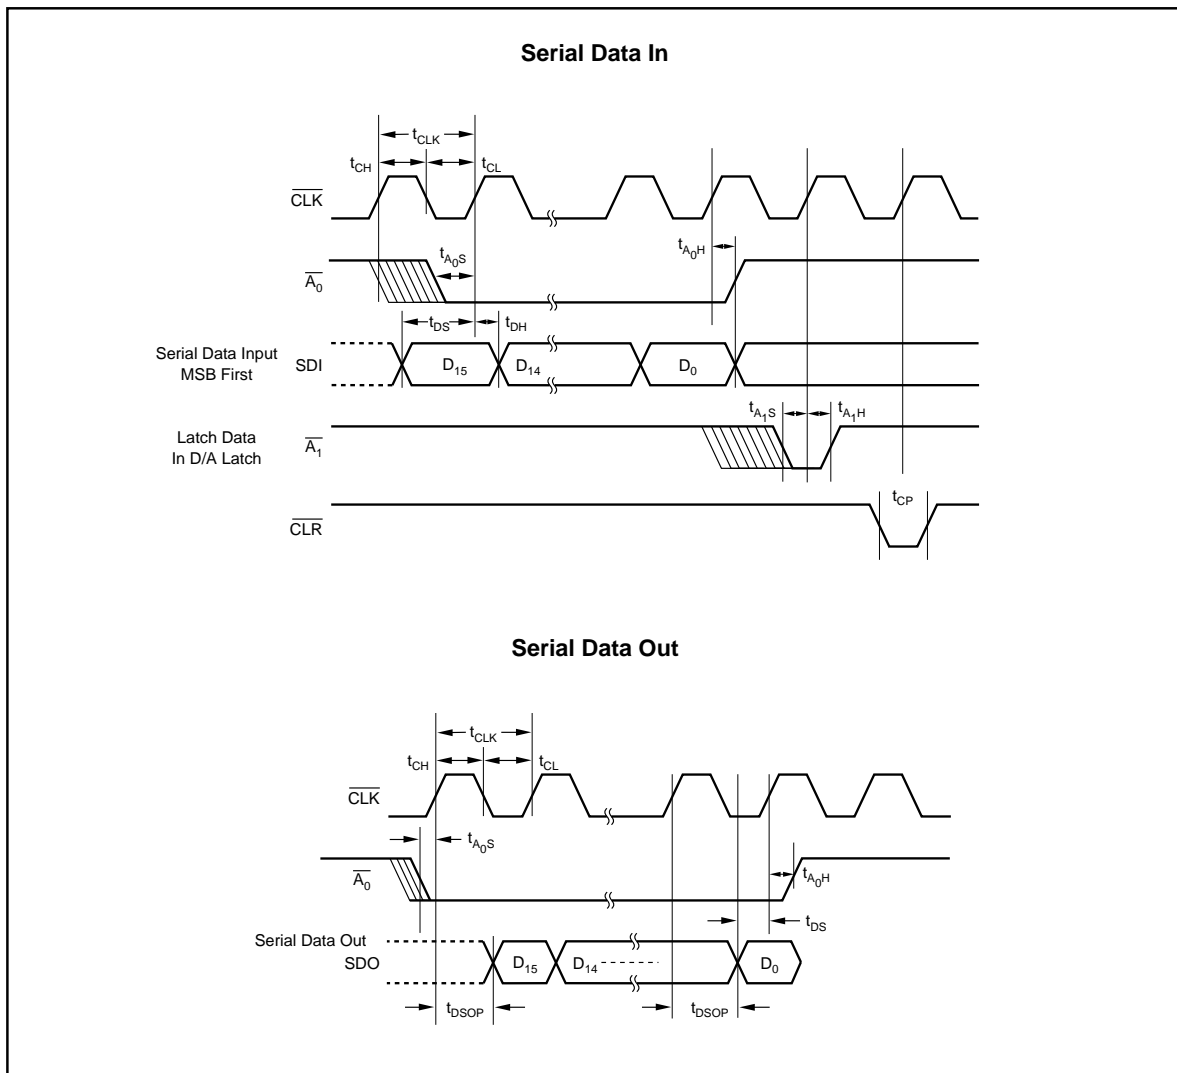 Serial Data In
tCLK
tCH
tCL
CLK
tA0S
tA0H
A0
tDS
tDH
Serial Data Input
MSB First
SDI
D15
D14
D0
tA1S
tA1H
Latch Data
In D/A Latch
A1
tCP
CLR
Serial Data Out
tCLK
tCH
tCL
CLK
tA0S
A0
tA0H
tDS
Serial Data Out
SDO
D15
D14
D0
tDSOP
tDSOP